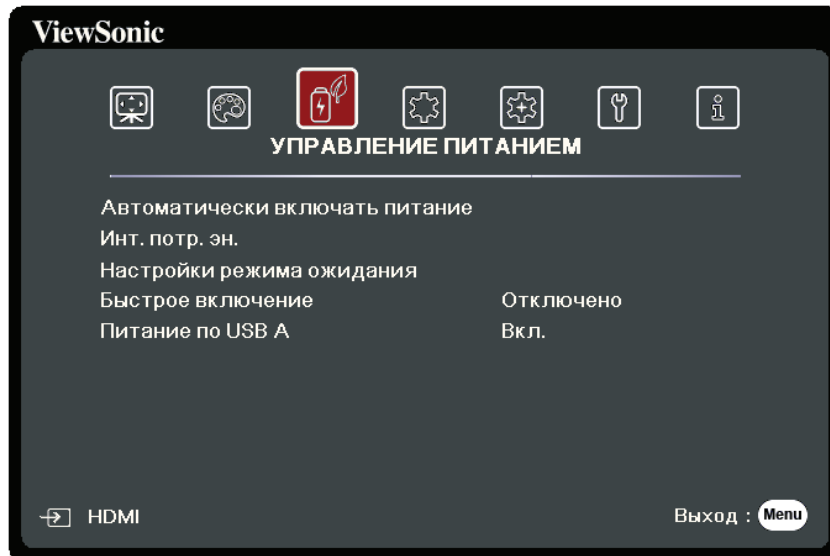 ViewSonic
УПРАВЛЕНИЕ ПИТАНИЕМ
Автоматически включать питание
Инт. потр. эн.
Настройки режима ожидания
Быстрое включение Отключено
Питание по USB A Вкл.
HDMI Выход : Menu